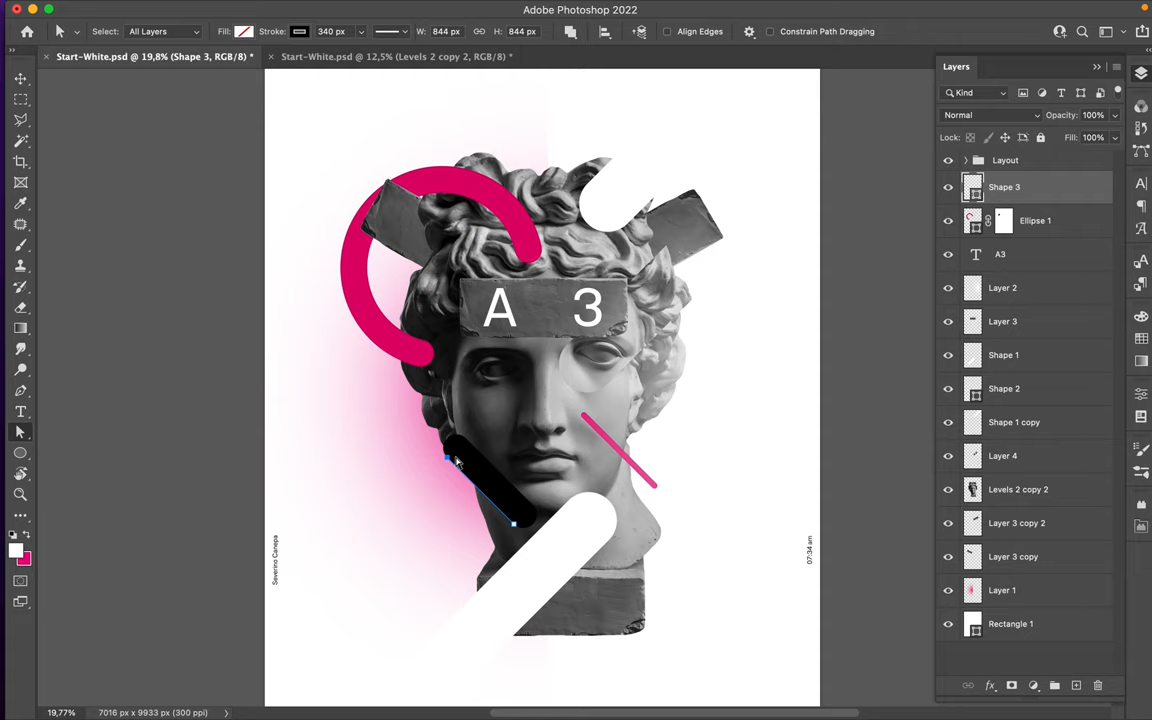 Adobe Photoshop 2022
Select: All Layers Fill: Stroke: 340 px W: 844 px H: 844 px Align Edges Constrain Path Dragging
Start-White.psd @ 19,8% (Shape 3, RGB/8) *
Start-White.psd @ 12,5% (Levels 2 copy 2, RGB/8) *
Layers
Kind
Normal Opacity: 100%
Lock: Fill: 100%
Layout
Shape 3
Ellipse 1
T A3
Layer 2
Layer 3
Shape 1
Shape 2
Shape 1 copy
Layer 4
Levels 2 copy 2
Layer 3 copy 2
Layer 3 copy
Layer 1
Rectangle 1
fx
A 3
Severino Canepa
07:34 am
19,77% 7016 px x 9933 px (300 ppi)